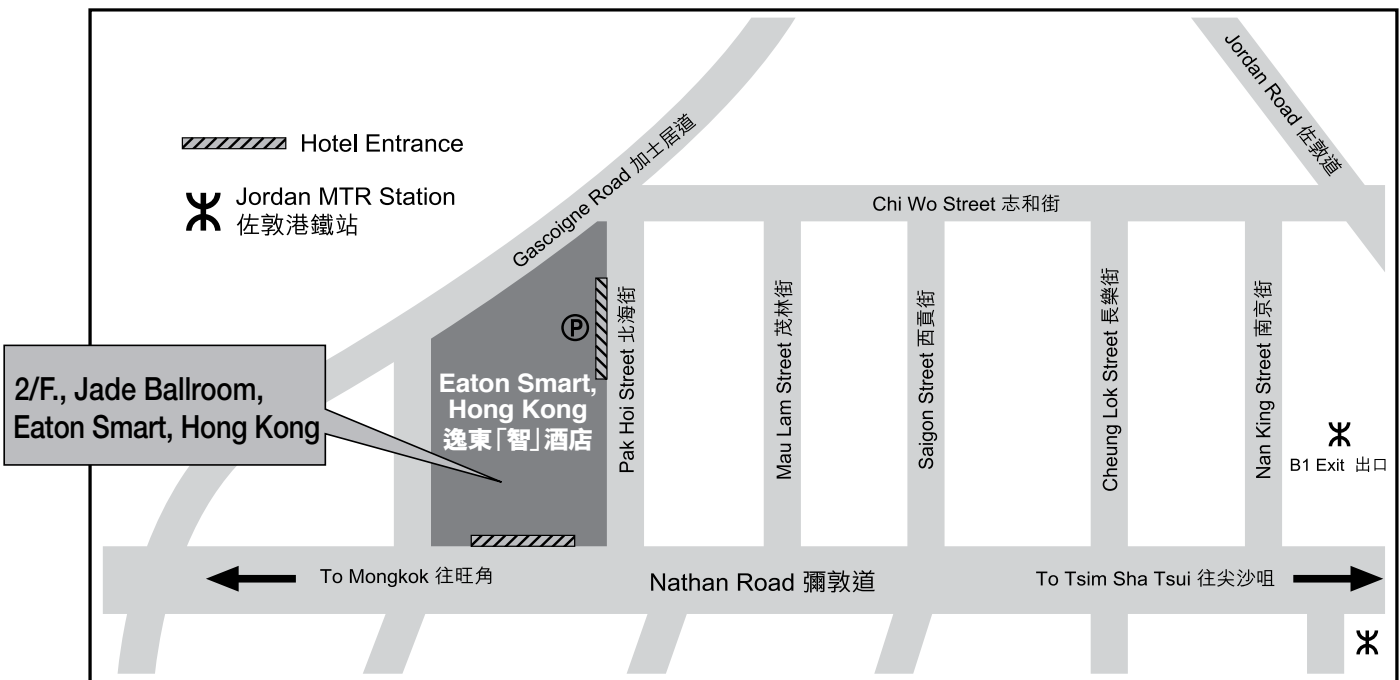 Hotel Entrance
Jordan MTR Station
佐敦港鐵站
Gascoigne Road 加士居道
Jordan Road 佐敦道
Chi Wo Street 志和街
2/F., Jade Ballroom,
Eaton Smart, Hong Kong
P
Eaton Smart,
Hong Kong
逸東「智」酒店
Pak Hoi Street 北海街
Mau Lam Street 茂林街
Saigon Street 西貢街
Cheung Lok Street 長樂街
Nan King Street 南京街
B1 Exit 出口
To Mongkok 往旺角
Nathan Road 彌敦道
To Tsim Sha Tsui 往尖沙咀